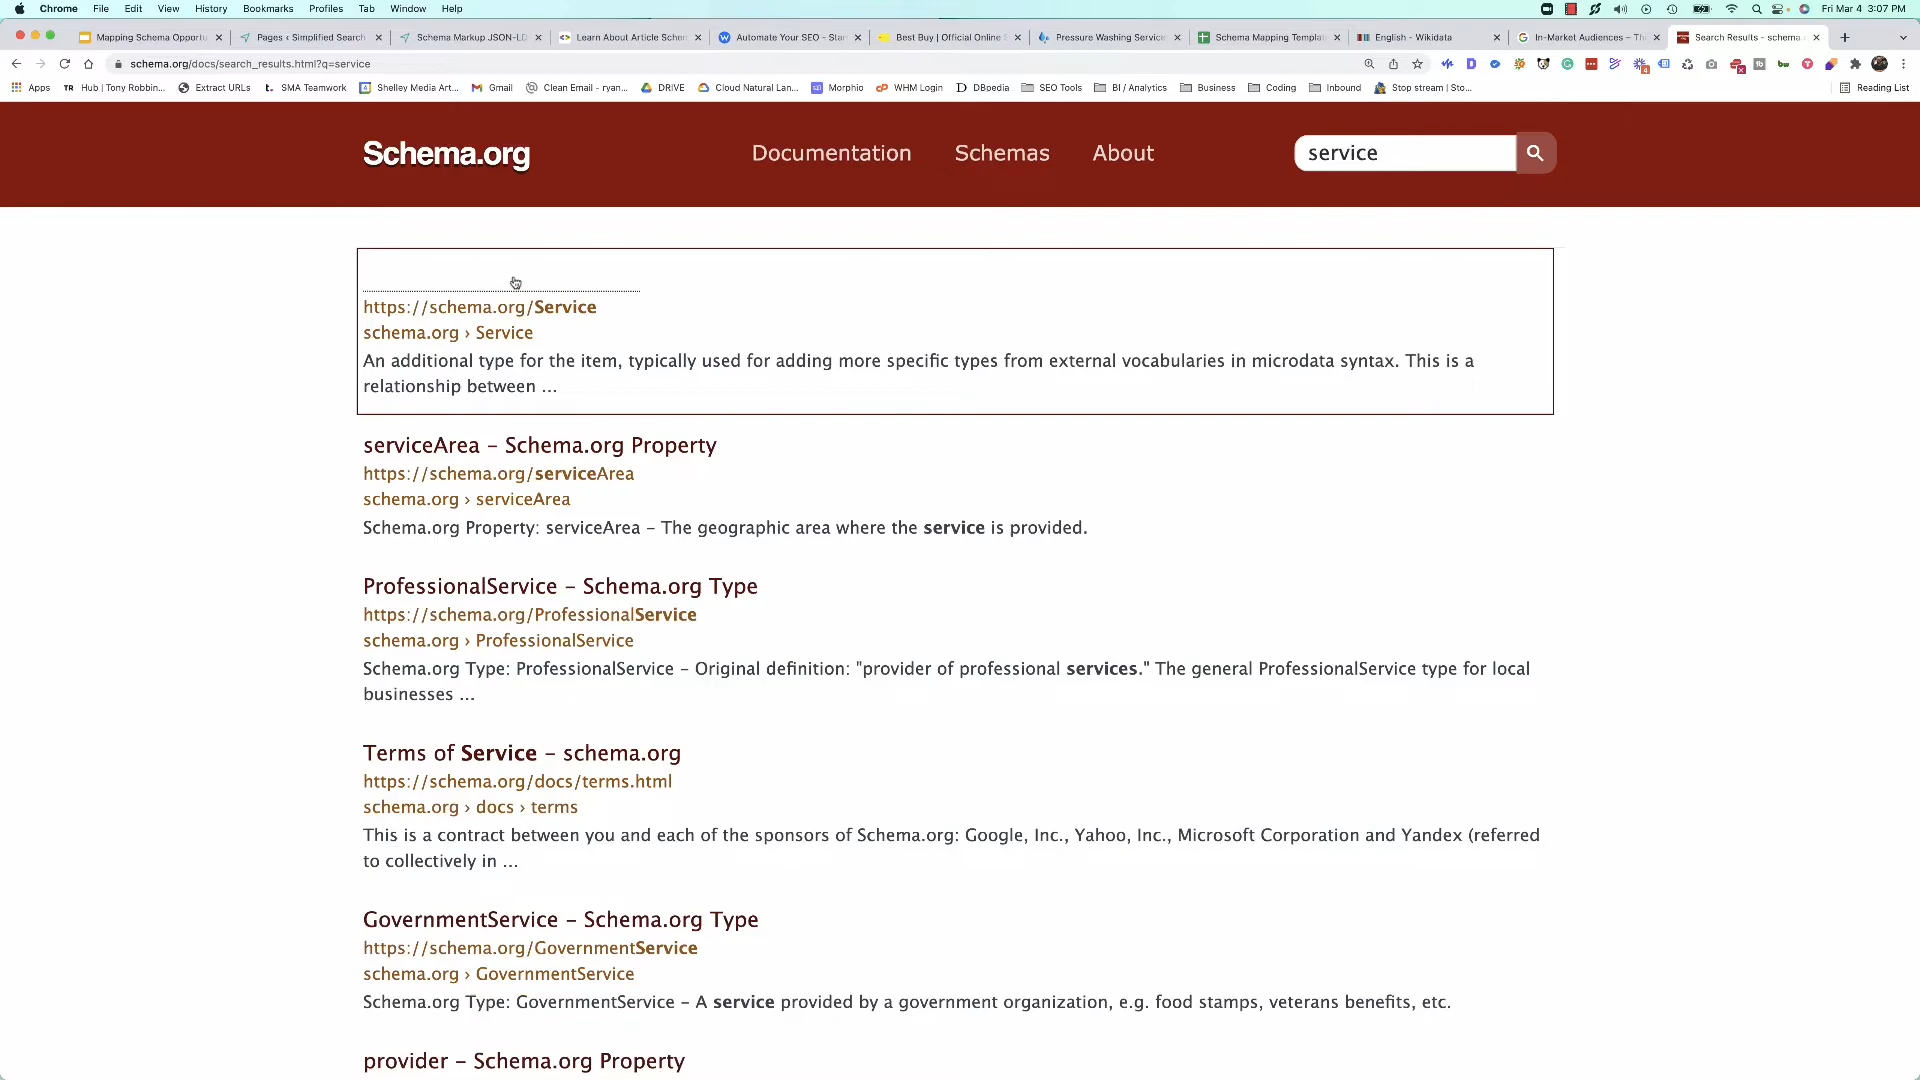 Chrome File Edit View History Bookmarks Profiles Tab Window Help Fri Mar 4 3:07 PM
Mapping Schema Opportu Pages ‹ Simplified Search Schema Markup JSON-LD Learn About Article Schem Automate Your SEO - Star Best Buy | Official Online S Pressure Washing Service Schema Mapping Templat English - Wikidata In-Market Audiences – Thi Search Results - schema.
schema.org/docs/search_results.html?q=service
Apps TR Hub | Tony Robbin... Extract URLs t. SMA Teamwork Shelley Media Art... Gmail Clean Email - ryan... DRIVE Cloud Natural Lan... Morphio WHM Login DBpedia SEO Tools BI / Analytics Business Coding Inbound Stop stream | Sto... Reading List
Schema.org Documentation Schemas About service
https://schema.org/Service
schema.org › Service
An additional type for the item, typically used for adding more specific types from external vocabularies in microdata syntax. This is a
relationship between ...
serviceArea - Schema.org Property
https://schema.org/serviceArea
schema.org › serviceArea
Schema.org Property: serviceArea - The geographic area where the service is provided.
ProfessionalService - Schema.org Type
https://schema.org/ProfessionalService
schema.org › ProfessionalService
Schema.org Type: ProfessionalService - Original definition: "provider of professional services." The general ProfessionalService type for local
businesses ...
Terms of Service - schema.org
https://schema.org/docs/terms.html
schema.org › docs › terms
This is a contract between you and each of the sponsors of Schema.org: Google, Inc., Yahoo, Inc., Microsoft Corporation and Yandex (referred
to collectively in ...
GovernmentService - Schema.org Type
https://schema.org/GovernmentService
schema.org › GovernmentService
Schema.org Type: GovernmentService - A service provided by a government organization, e.g. food stamps, veterans benefits, etc.
provider - Schema.org Property